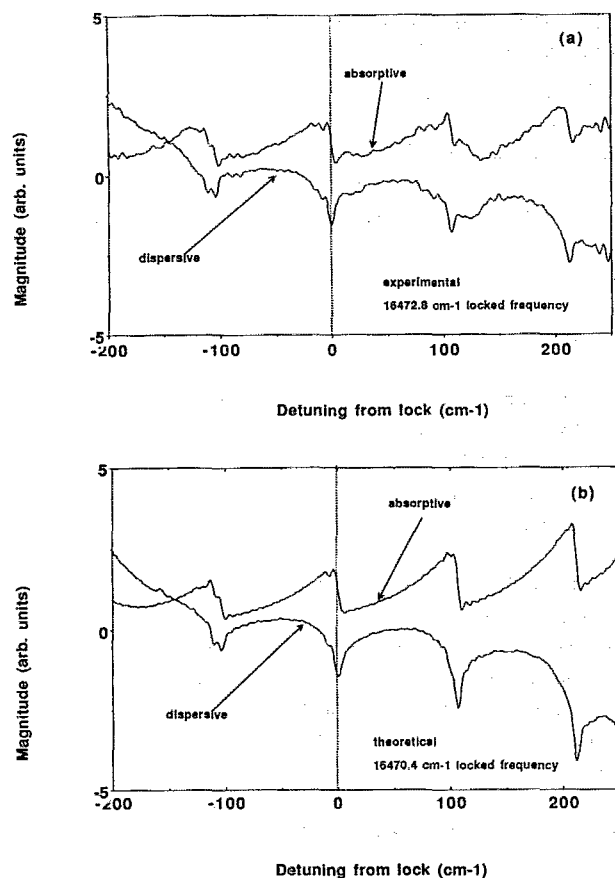 5
(a)
absorptive
Magnitude (arb. units)
0
dispersive
experimental
16472.8 cm-1 locked frequency
-5
-200 -100 0 100 200
Detuning from lock (cm-1)
5
(b)
absorptive
Magnitude (arb. units)
0
dispersive
theoretical
16470.4 cm-1 locked frequency
-5
-200 -100 0 100 200
Detuning from lock (cm-1)